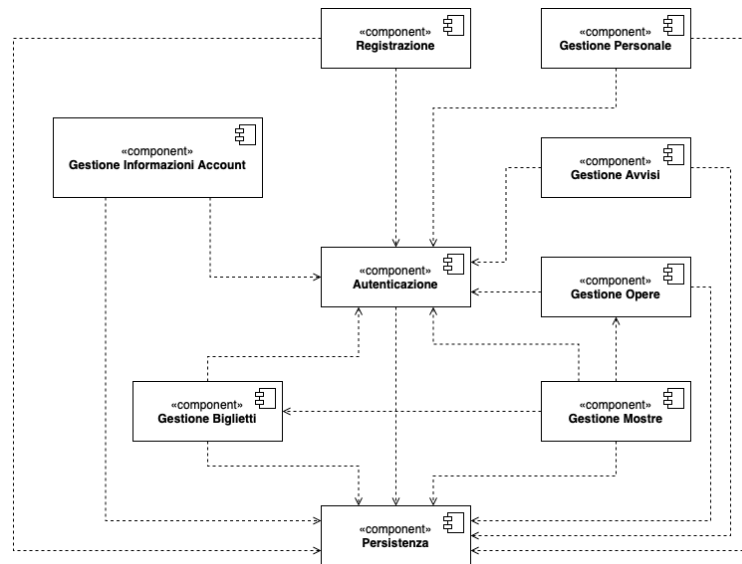 «component»
Registrazione
«component»
Gestione Personale
«component»
Gestione Informazioni Account
«component»
Gestione Avvisi
«component»
Autenticazione
«component»
Gestione Opere
«component»
Gestione Biglietti
«component»
Gestione Mostre
«component»
Persistenza